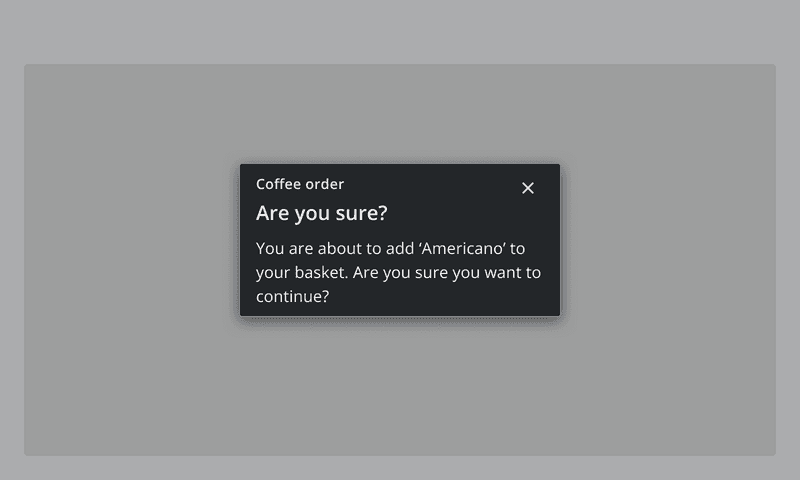 Coffee order
Are you sure?
You are about to add ‘Americano’ to
your basket. Are you sure you want to
continue?